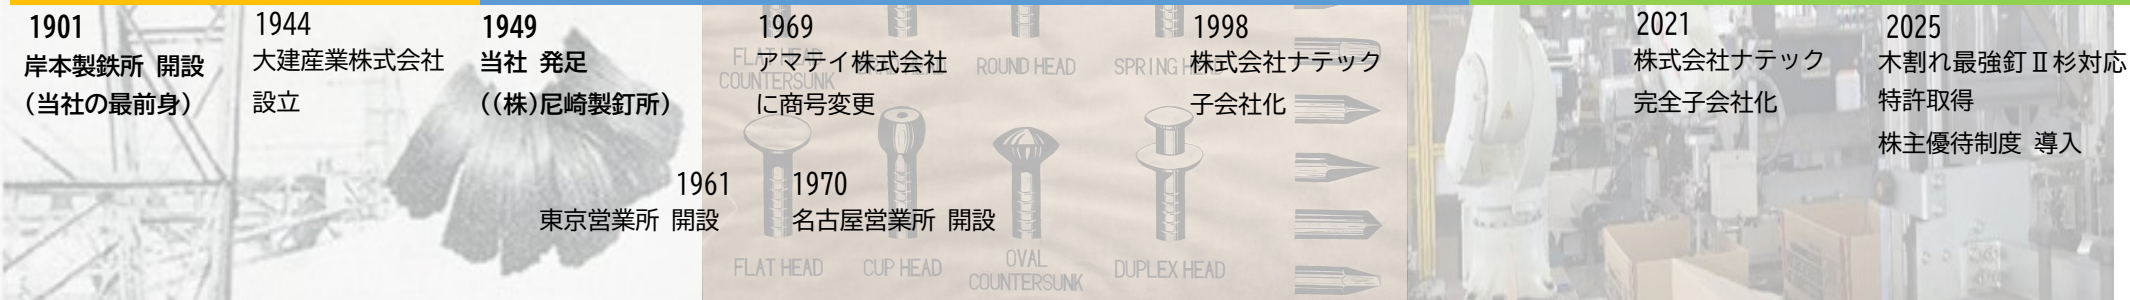 1901
岸本製鉄所 開設
(当社の最前身)
1944
大建産業株式会社
設立
1949
当社 発足
((株)尼崎製釘所)
1961
東京営業所 開設
1969
アマテイ株式会社
に商号変更
1970
名古屋営業所 開設
1998
株式会社ナテック
子会社化
2021
株式会社ナテック
完全子会社化
2025
木割れ最強釘Ⅱ杉対応
特許取得
株主優待制度 導入
FLAT HEAD
COUNTERSUNK
ROUND HEAD
SPRING HEAD
FLAT HEAD
CUP HEAD
OVAL
COUNTERSUNK
DUPLEX HEAD